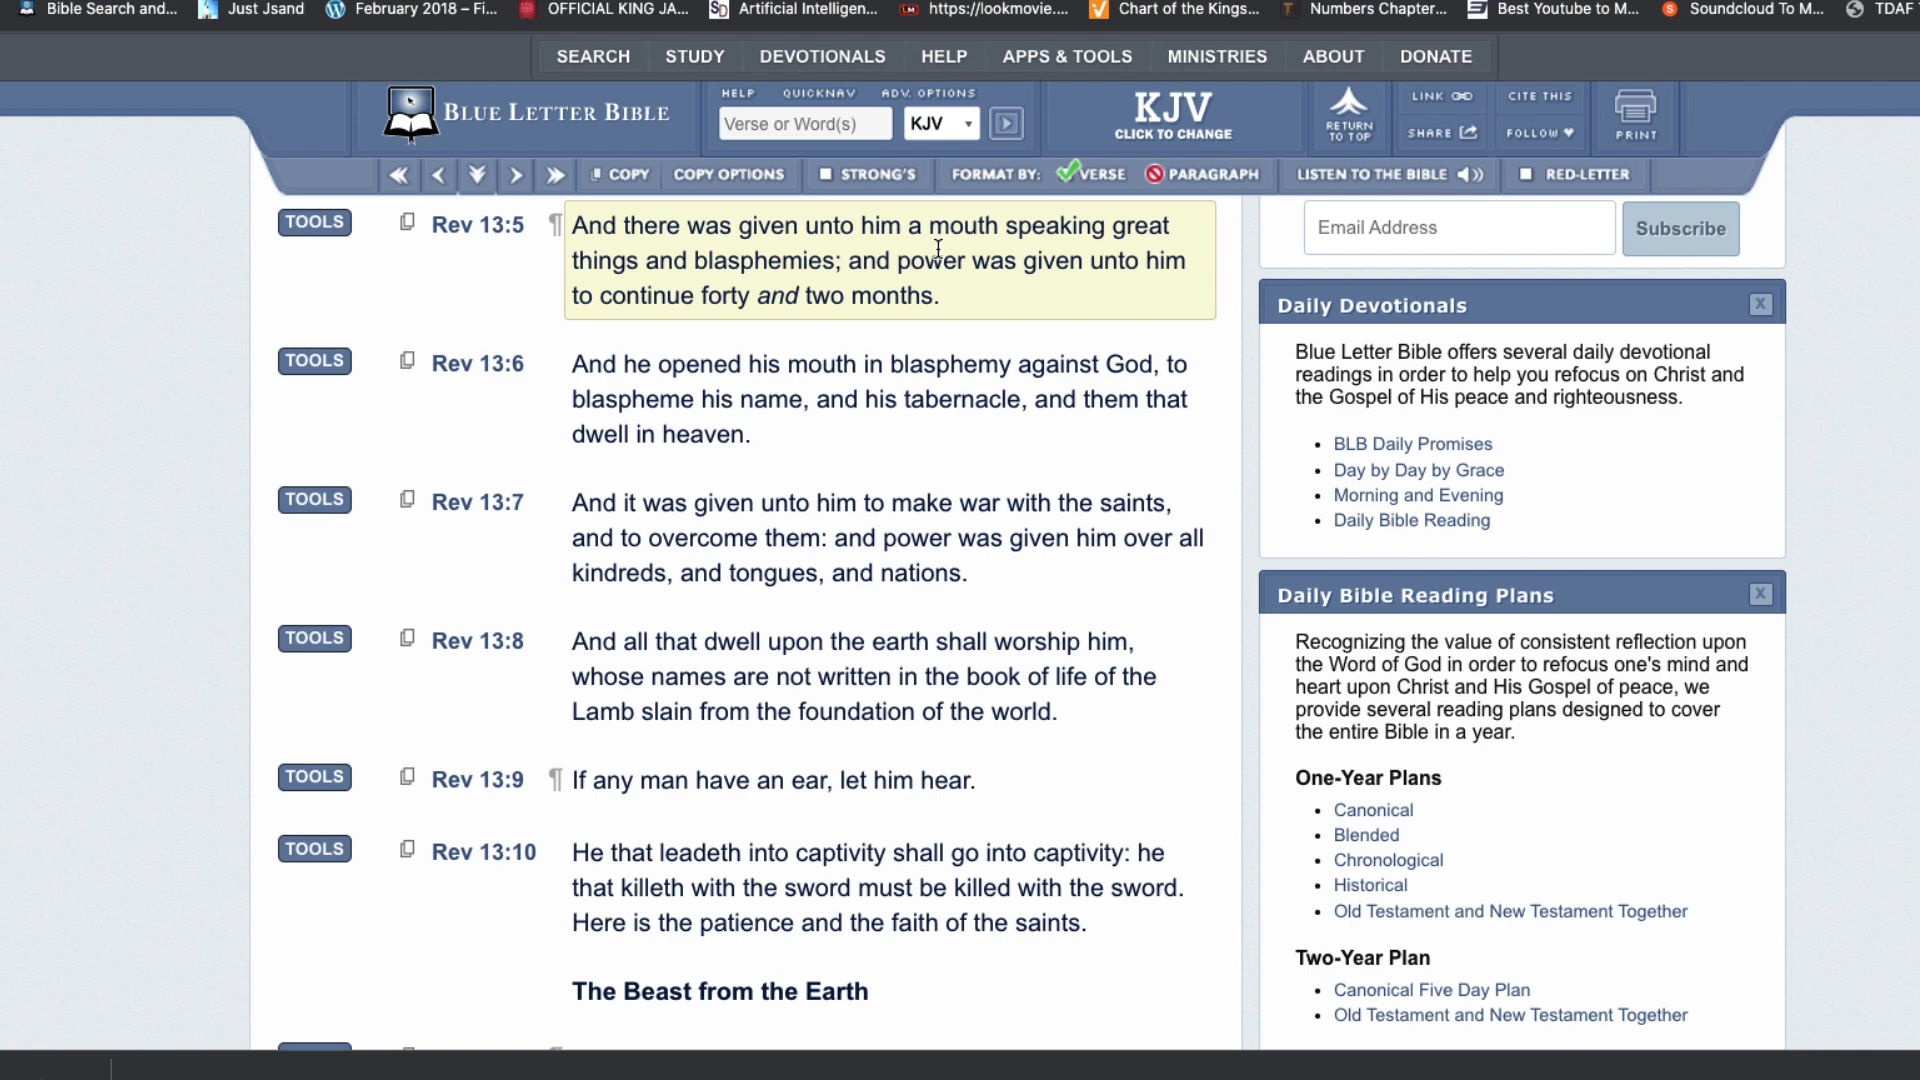 Bible Search and... Just Jsand February 2018 – Fi... OFFICIAL KING JA... Artificial Intelligen... https://lookmovie.... Chart of the Kings... Numbers Chapter... Best Youtube to M... Soundcloud To M... TDAF
SEARCH STUDY DEVOTIONALS HELP APPS & TOOLS MINISTRIES ABOUT DONATE
BLUE LETTER BIBLE
HELP QUICKNAV ADV. OPTIONS
Verse or Word(s) KJV
KJV
CLICK TO CHANGE
RETURN
TO TOP
LINK CITE THIS
SHARE FOLLOW
PRINT
COPY COPY OPTIONS STRONG'S FORMAT BY: VERSE PARAGRAPH LISTEN TO THE BIBLE RED-LETTER
TOOLS Rev 13:5 ¶ And there was given unto him a mouth speaking great
things and blasphemies; and power was given unto him
to continue forty and two months.
TOOLS Rev 13:6 And he opened his mouth in blasphemy against God, to
blaspheme his name, and his tabernacle, and them that
dwell in heaven.
TOOLS Rev 13:7 And it was given unto him to make war with the saints,
and to overcome them: and power was given him over all
kindreds, and tongues, and nations.
TOOLS Rev 13:8 And all that dwell upon the earth shall worship him,
whose names are not written in the book of life of the
Lamb slain from the foundation of the world.
TOOLS Rev 13:9 ¶ If any man have an ear, let him hear.
TOOLS Rev 13:10 He that leadeth into captivity shall go into captivity: he
that killeth with the sword must be killed with the sword.
Here is the patience and the faith of the saints.
The Beast from the Earth
Email Address Subscribe
Daily Devotionals X
Blue Letter Bible offers several daily devotional
readings in order to help you refocus on Christ and
the Gospel of His peace and righteousness.
• BLB Daily Promises
• Day by Day by Grace
• Morning and Evening
• Daily Bible Reading
Daily Bible Reading Plans X
Recognizing the value of consistent reflection upon
the Word of God in order to refocus one's mind and
heart upon Christ and His Gospel of peace, we
provide several reading plans designed to cover
the entire Bible in a year.
One-Year Plans
• Canonical
• Blended
• Chronological
• Historical
• Old Testament and New Testament Together
Two-Year Plan
• Canonical Five Day Plan
• Old Testament and New Testament Together